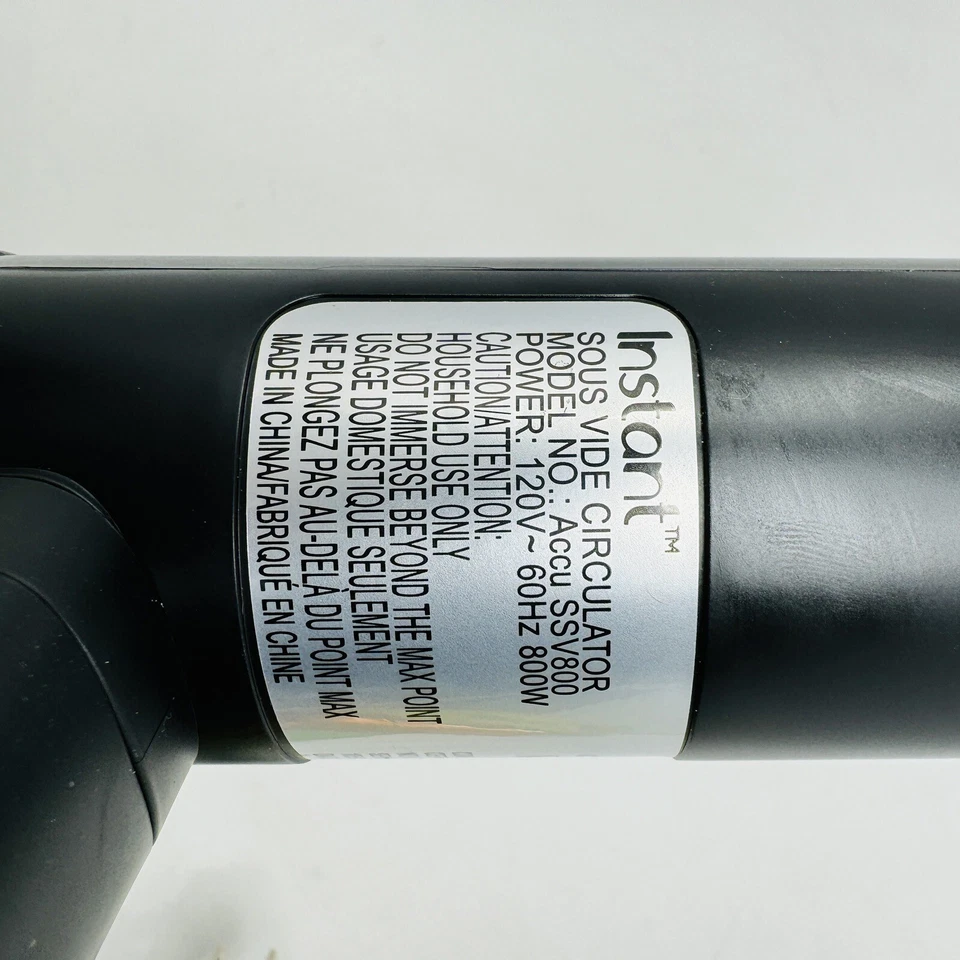 Instant™
SOUS VIDE CIRCULATOR
MODEL NO.: Accu SSV800
POWER: 120V~ 60Hz 800W
CAUTION/ATTENTION:
HOUSEHOLD USE ONLY
DO NOT IMMERSE BEYOND THE MAX POINT
USAGE DOMESTIQUE SEULEMENT
NE PLONGEZ PAS AU-DELÀ DU POINT MAX
MADE IN CHINA/FABRIQUÉ EN CHINE